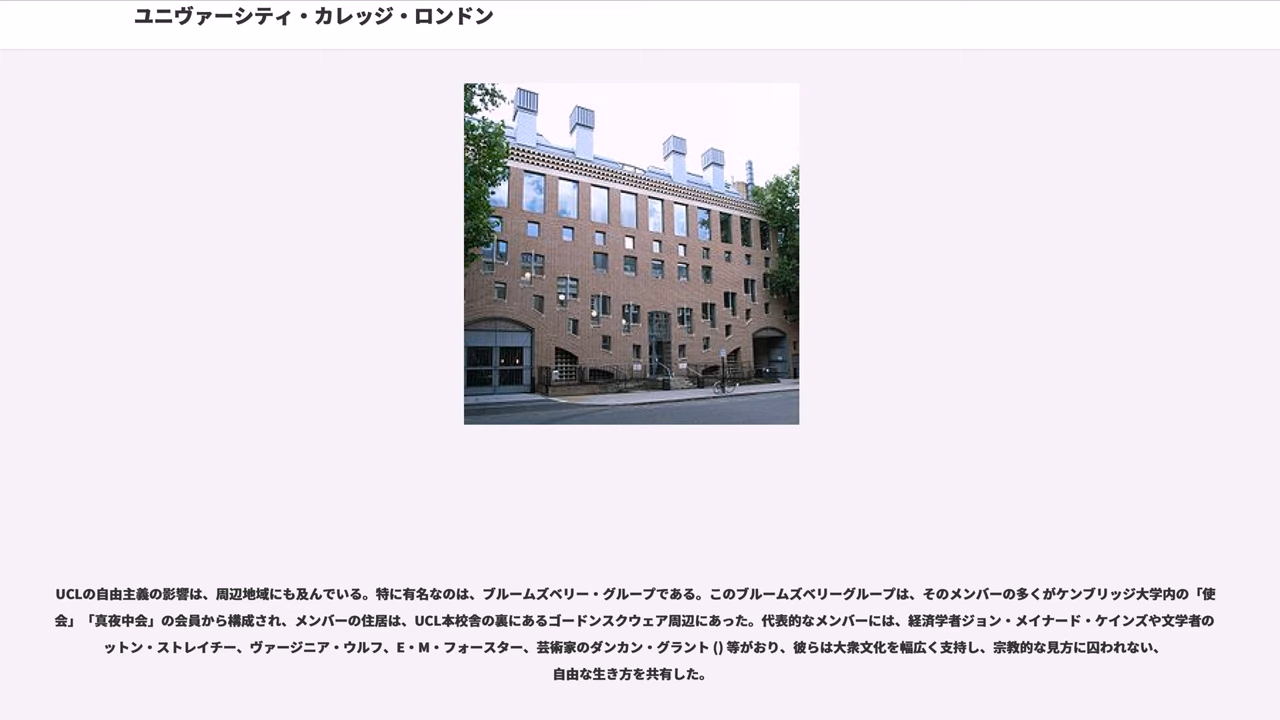 ユニヴァーシティ・カレッジ・ロンドン
UCLの自由主義の影響は、周辺地域にも及んでいる。特に有名なのは、ブルームズベリー・グループである。このブルームズベリーグループは、そのメンバーの多くがケンブリッジ大学内の「使
会」「真夜中会」の会員から構成され、メンバーの住居は、UCL本校舎の裏にあるゴードンスクウェア周辺にあった。代表的なメンバーには、経済学者ジョン・メイナード・ケインズや文学者の
ットン・ストレイチー、ヴァージニア・ウルフ、E・M・フォースター、芸術家のダンカン・グラント () 等がおり、彼らは大衆文化を幅広く支持し、宗教的な見方に囚われない、
自由な生き方を共有した。